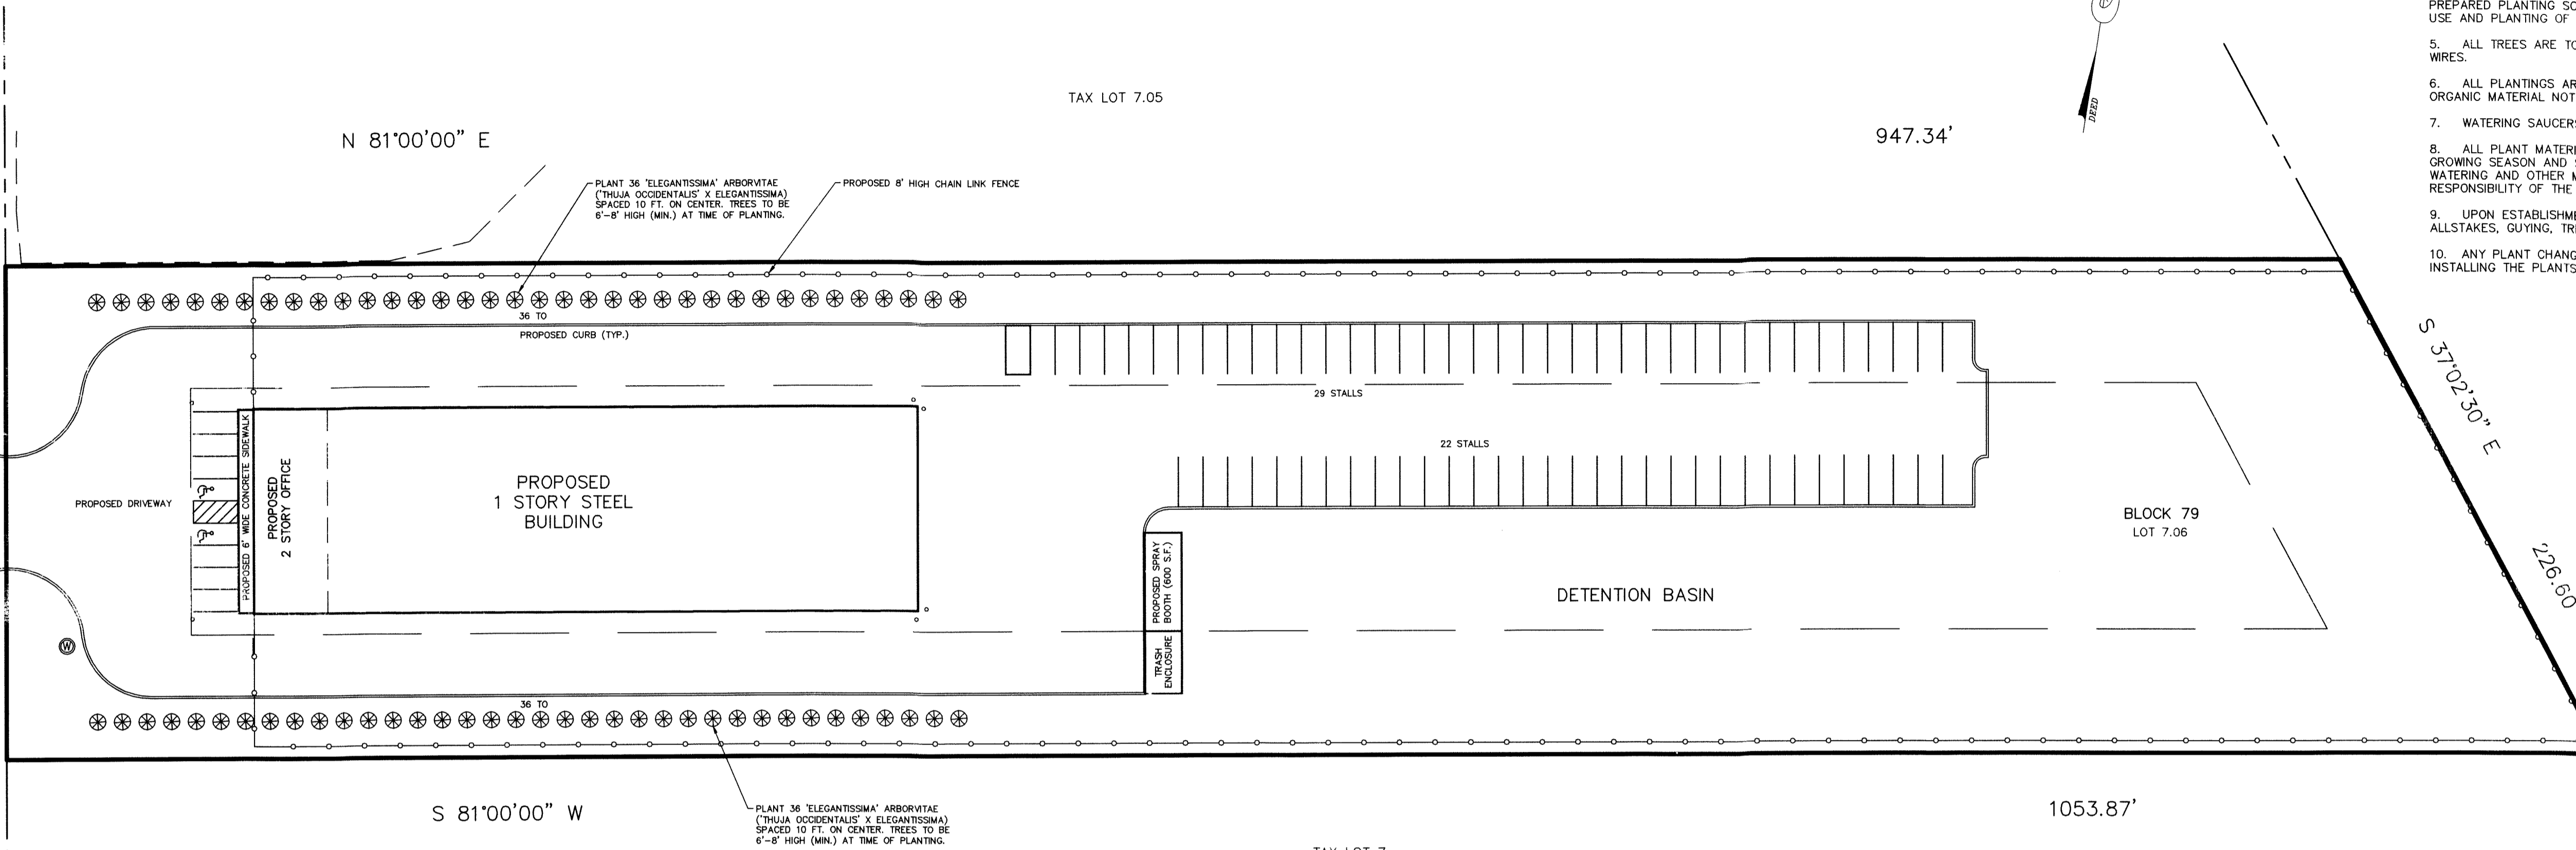 PREPARED PLANTING
USE AND PLANTING OF
5. ALL TREES ARE TO
WIRES.
6. ALL PLANTINGS
ORGANIC MATERIAL NOT
7. WATERING
8. ALL PLANT
GROWING SEASON AND
WATERING AND OTHER
RESPONSIBILITY OF THE
9. UPON
ALLSTAKES, GUYING,
10. ANY PLANT
INSTALLING THE PLANTS
DEED
TAX LOT 7.05
N 81°00'00" E
947.34'
PLANT 36 'ELEGANTISSIMA' ARBORVITAE
('THUJA OCCIDENTALIS' X ELEGANTISSIMA)
SPACED 10 FT. ON CENTER. TREES TO BE
6'-8' HIGH (MIN.) AT TIME OF PLANTING.
PROPOSED 8' HIGH CHAIN LINK FENCE
36 TO
PROPOSED CURB (TYP.)
29 STALLS
22 STALLS
S 37°02'30" E
226.60
PROPOSED DRIVEWAY
PROPOSED 6' WIDE CONCRETE SIDEWALK
PROPOSED
2 STORY OFFICE
PROPOSED
1 STORY STEEL
BUILDING
PROPOSED SPRAY
BOOTH (600 S.F.)
TRASH
ENCLOSURE
BLOCK 79
LOT 7.06
DETENTION BASIN
W
36 TO
PLANT 36 'ELEGANTISSIMA' ARBORVITAE
('THUJA OCCIDENTALIS' X ELEGANTISSIMA)
SPACED 10 FT. ON CENTER. TREES TO BE
6'-8' HIGH (MIN.) AT TIME OF PLANTING.
S 81°00'00" W
1053.87'
TAX LOT 7